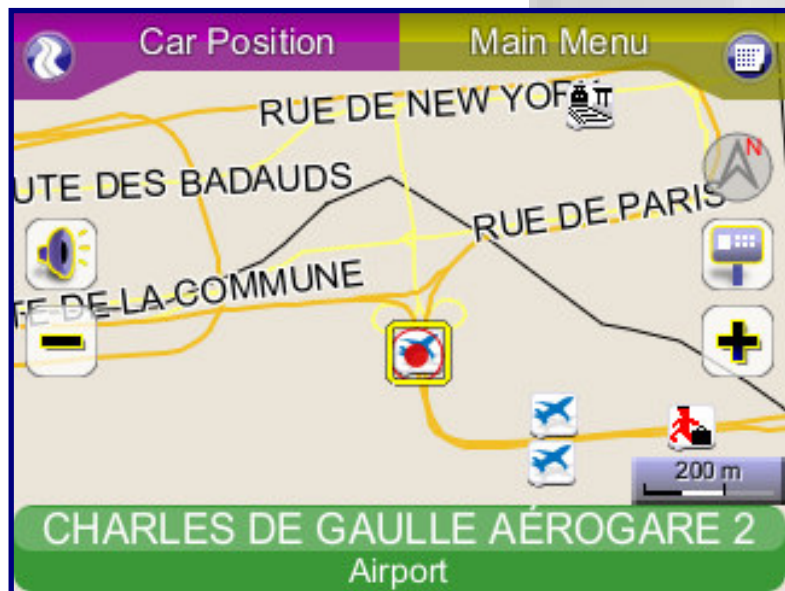 Car Position
Main Menu
RUE DE NEW YOR
N
UTE DES BADAUDS
RUE DE PARIS
TE DE LA COMMUNE
200 m
CHARLES DE GAULLE AÉROGARE 2
Airport